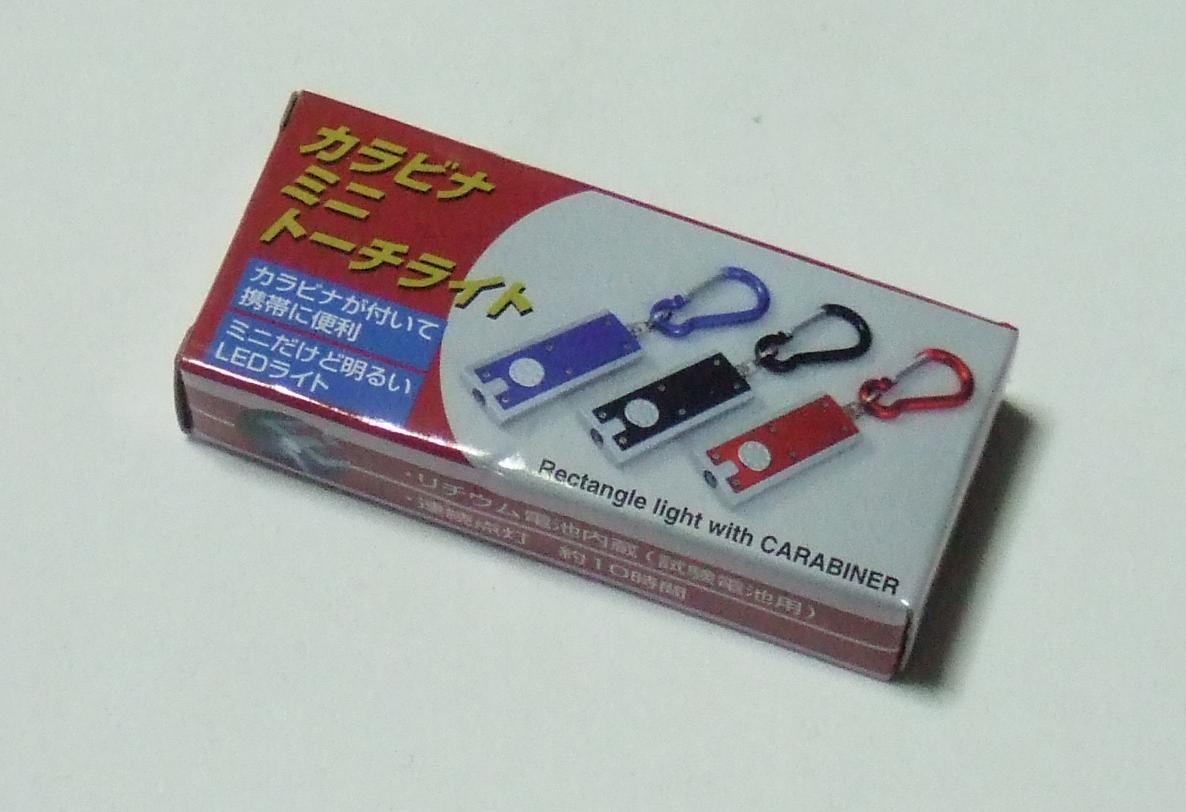 カラビナ
ミニ
トーチライト
カラビナが付いて
携帯に便利
ミニだけど明るい
LEDライト
Rectangle light with CARABINER
・リチウム電池内蔵(試験電池用)
・連続点灯 約10時間